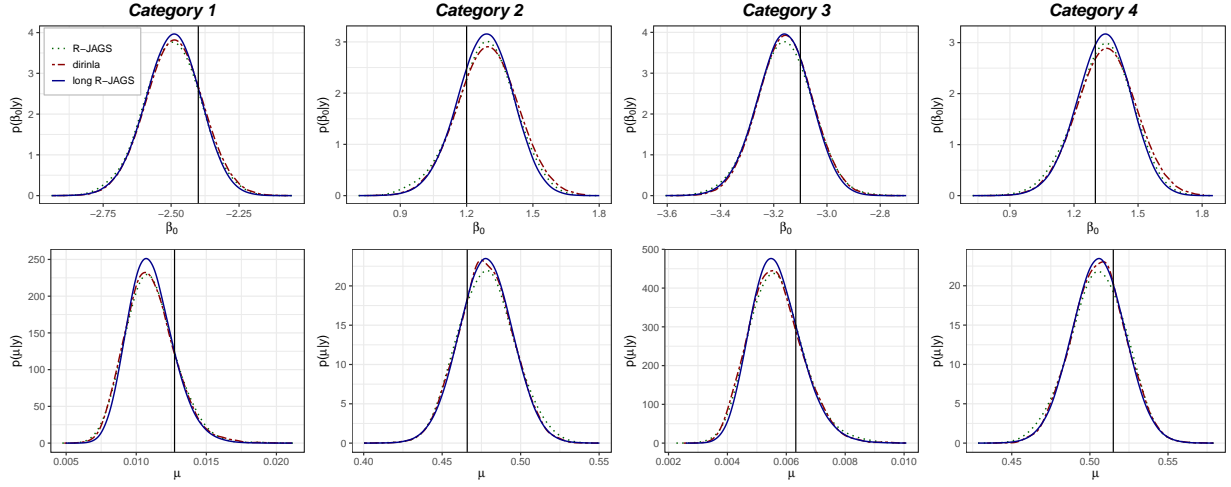 Category 1 Category 2 Category 3 Category 4
R−JAGS
dirinla
long R−JAGS
p(β₀|y)
4
3
2
1
0
−2.75 −2.50 −2.25
β₀
p(β₀|y)
3
2
1
0
0.9 1.2 1.5 1.8
β₀
p(β₀|y)
4
3
2
1
0
−3.6 −3.4 −3.2 −3.0 −2.8
β₀
p(β₀|y)
3
2
1
0
0.9 1.2 1.5 1.8
β₀
p(μ|y)
250
200
150
100
50
0
0.005 0.010 0.015 0.020
μ
p(μ|y)
20
15
10
5
0
0.40 0.45 0.50 0.55
μ
p(μ|y)
500
400
300
200
100
0
0.002 0.004 0.006 0.008 0.010
μ
p(μ|y)
20
15
10
5
0
0.45 0.50 0.55
μ